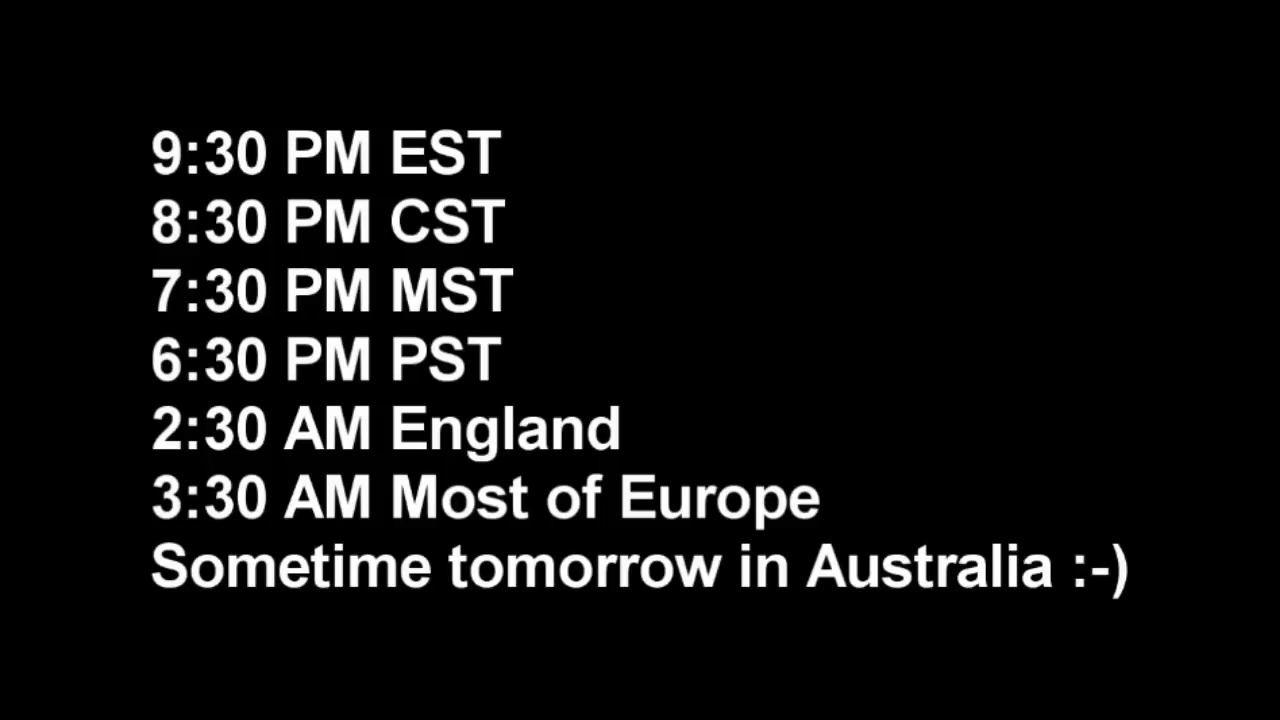 9:30 PM EST
8:30 PM CST
7:30 PM MST
6:30 PM PST
2:30 AM England
3:30 AM Most of Europe
Sometime tomorrow in Australia :-)